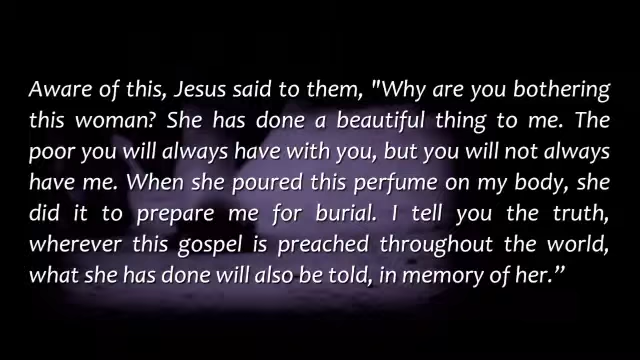 Aware of this, Jesus said to them, "Why are you bothering
this woman? She has done a beautiful thing to me. The
poor you will always have with you, but you will not always
have me. When she poured this perfume on my body, she
did it to prepare me for burial. I tell you the truth,
wherever this gospel is preached throughout the world,
what she has done will also be told, in memory of her.”